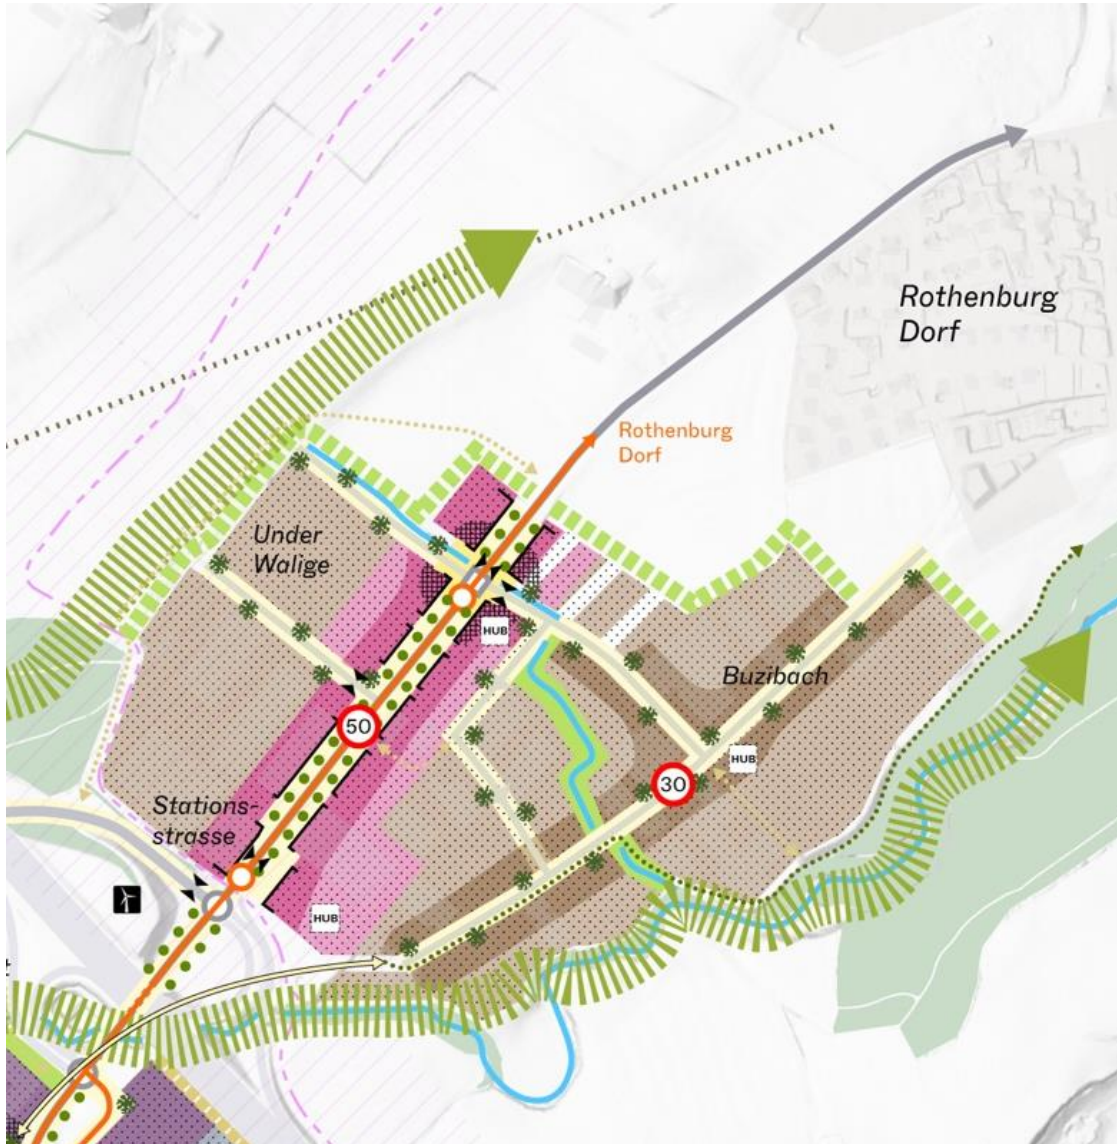 Rothenburg
Dorf
Rothenburg
Dorf
Under
Walige
HUB
Buzibach
50
HUB
30
Stations-
strasse
HUB